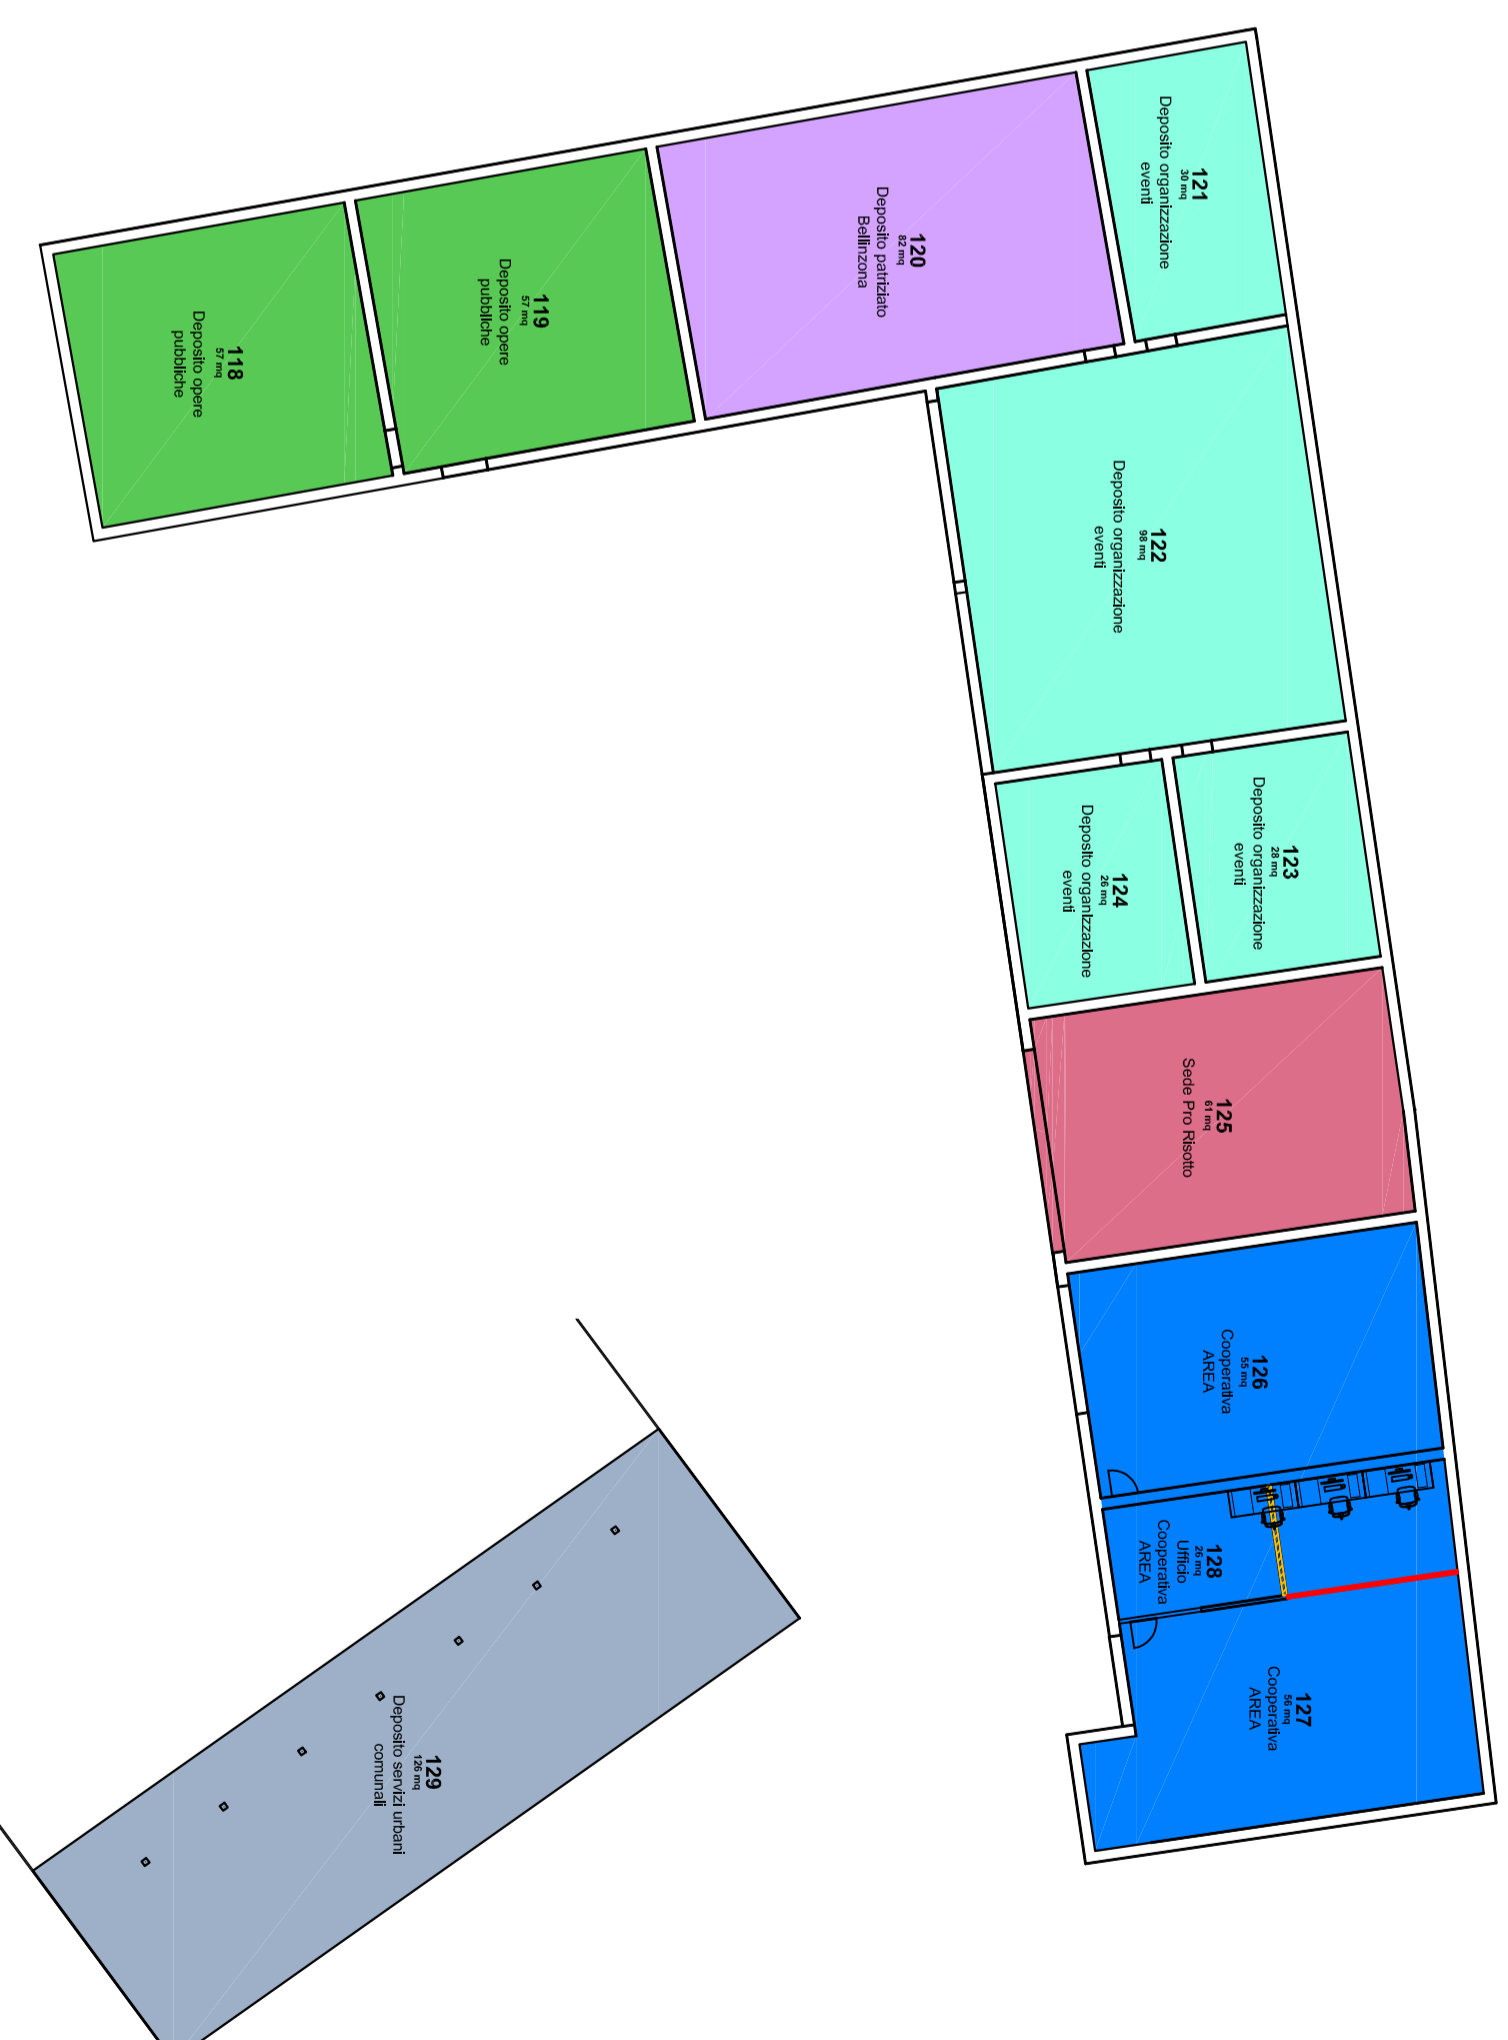 118
57 mq
Deposito opere
pubbliche
119
57 mq
Deposito opere
pubbliche
120
82 mq
Deposito patriziato
Bellinzona
121
30 mq
Deposito organizzazione
eventi
122
98 mq
Deposito organizzazione
eventi
123
28 mq
Deposito organizzazione
eventi
124
26 mq
Deposito organizzazione
eventi
125
61 mq
Sede Pro Risotto
126
55 mq
Cooperativa
AREA
128
26 mq
Ufficio
Cooperativa
AREA
127
56 mq
Cooperativa
AREA
129
126 mq
Deposito servizi urbani
comunali